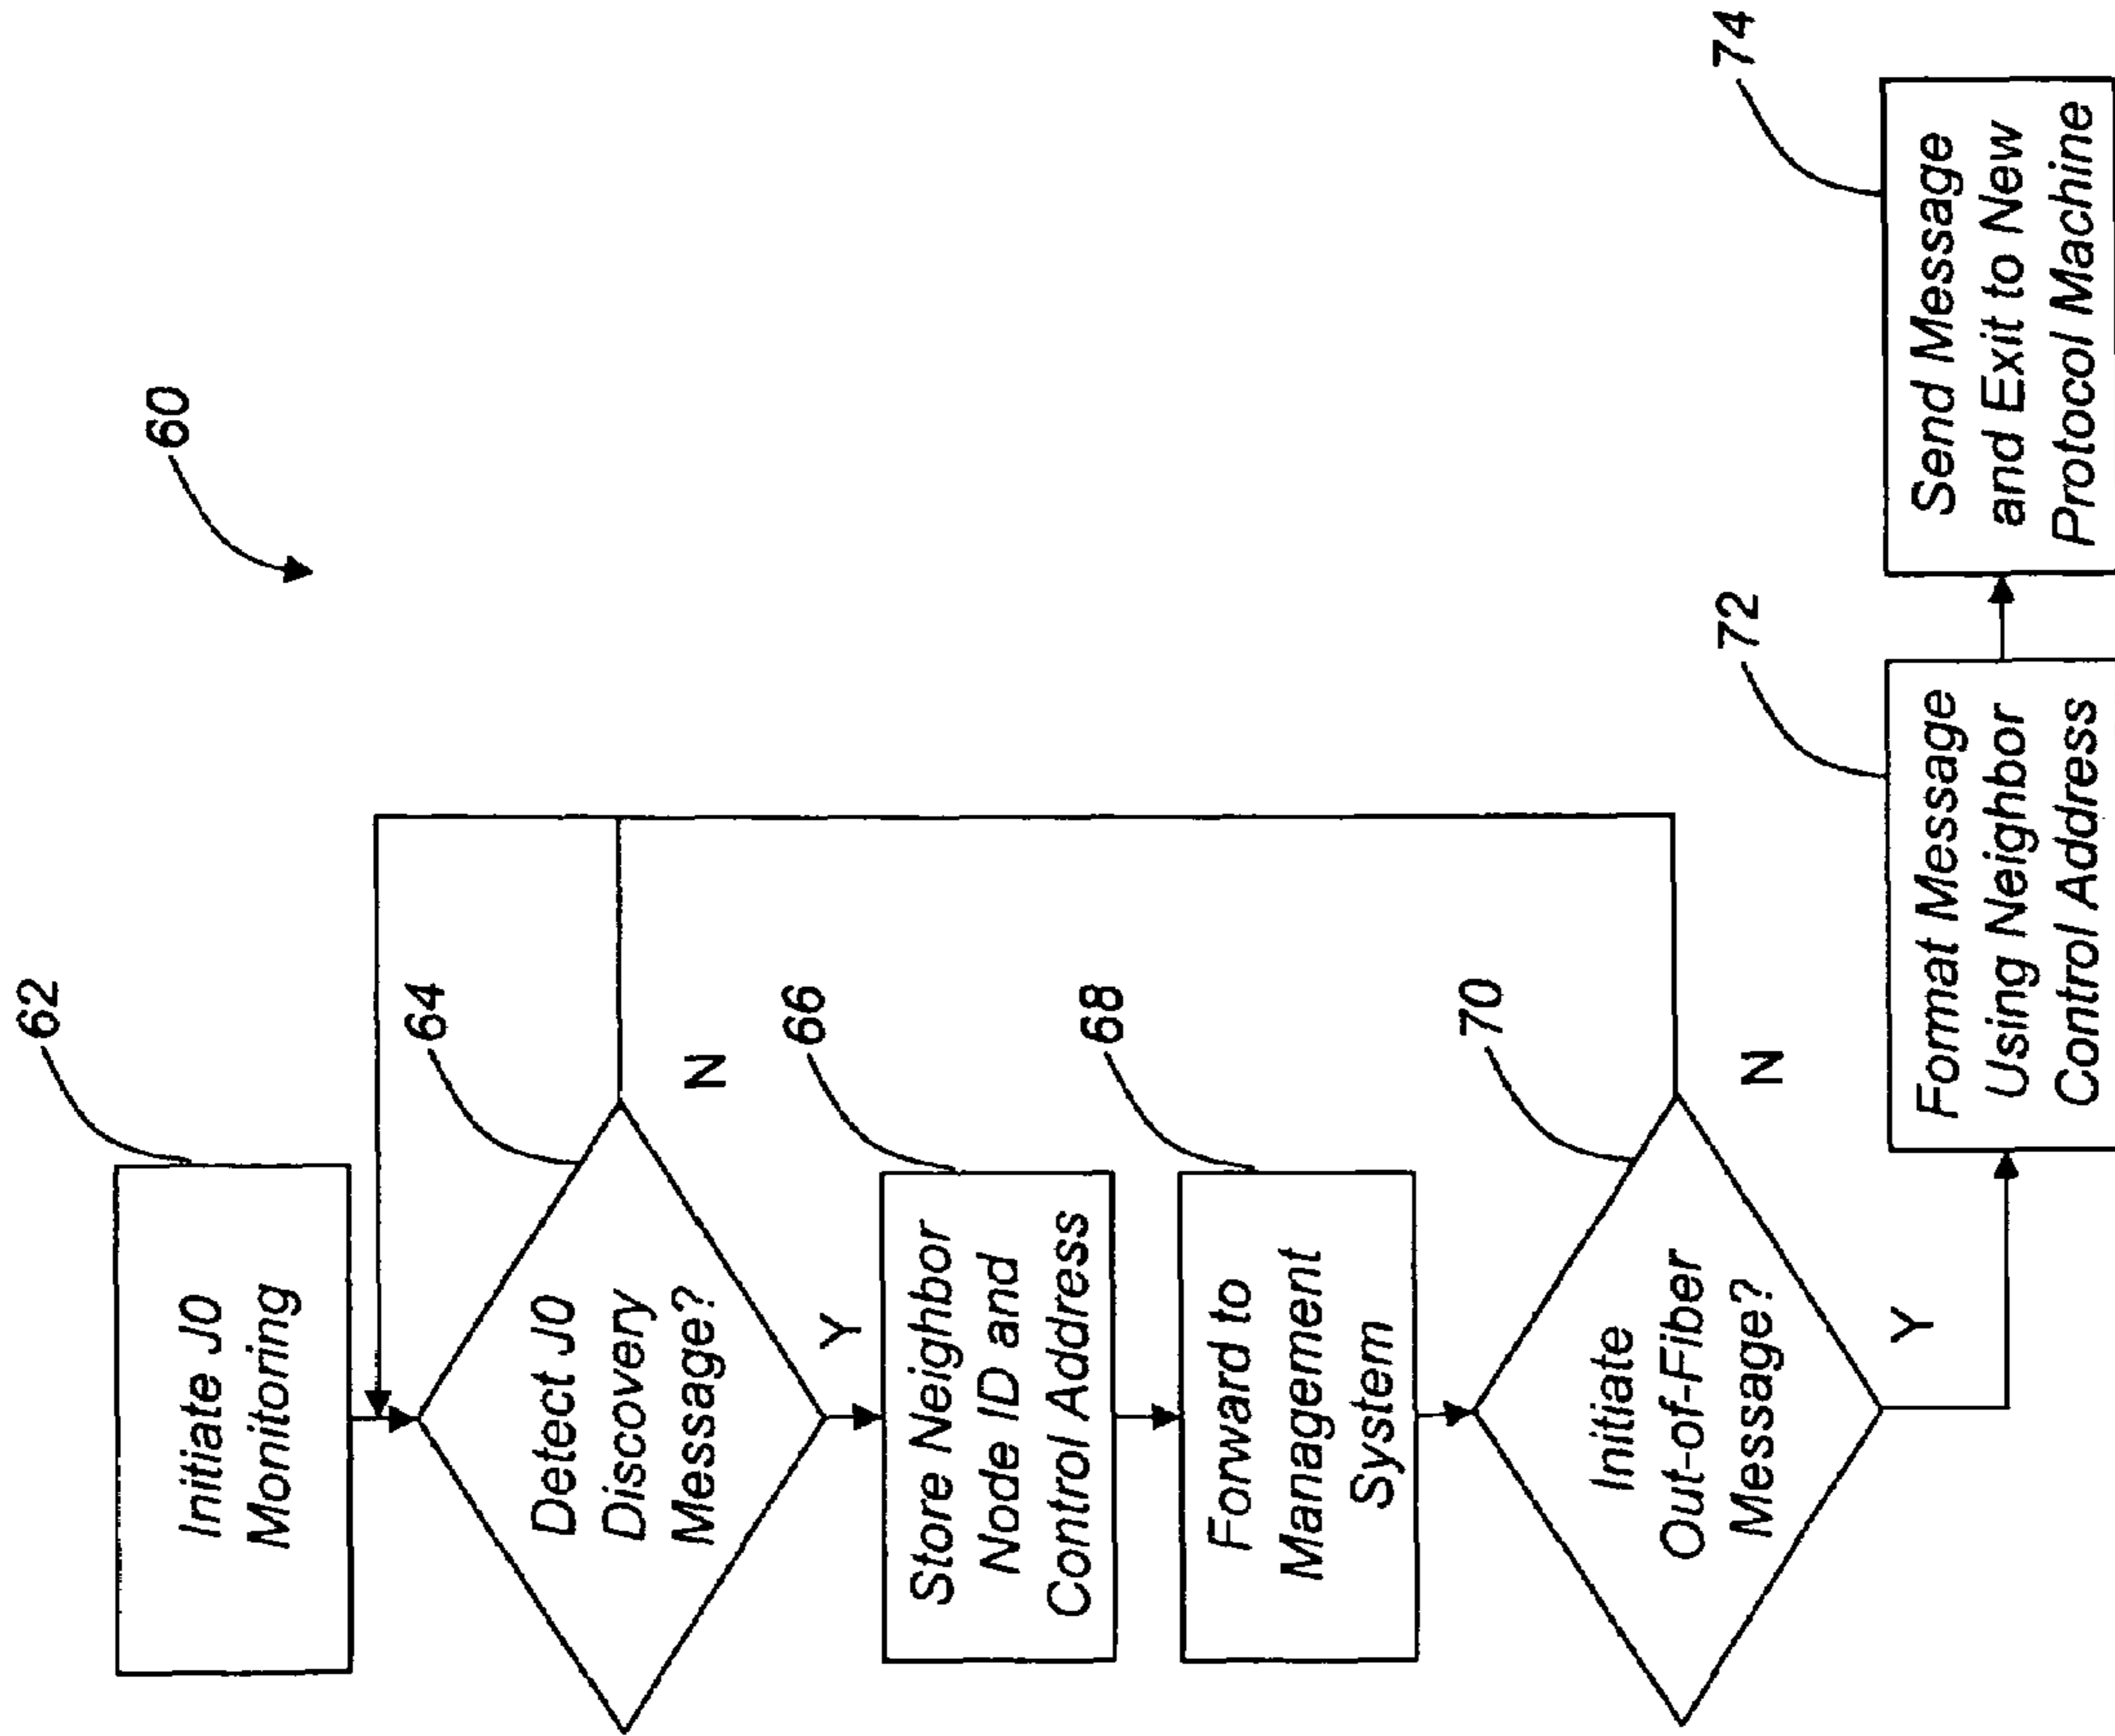 60
62
Initiate J0
Monitoring
64
Detect J0
Discovery
Message?
N
Y
66
Store Neighbor
Node ID and
Control Address
68
Forward to
Management
System
70
Initiate
Out-of-Fiber
Message?
N
Y
72
Format Message
Using Neighbor
Control Address
74
Send Message
and Exit to New
Protocol Machine